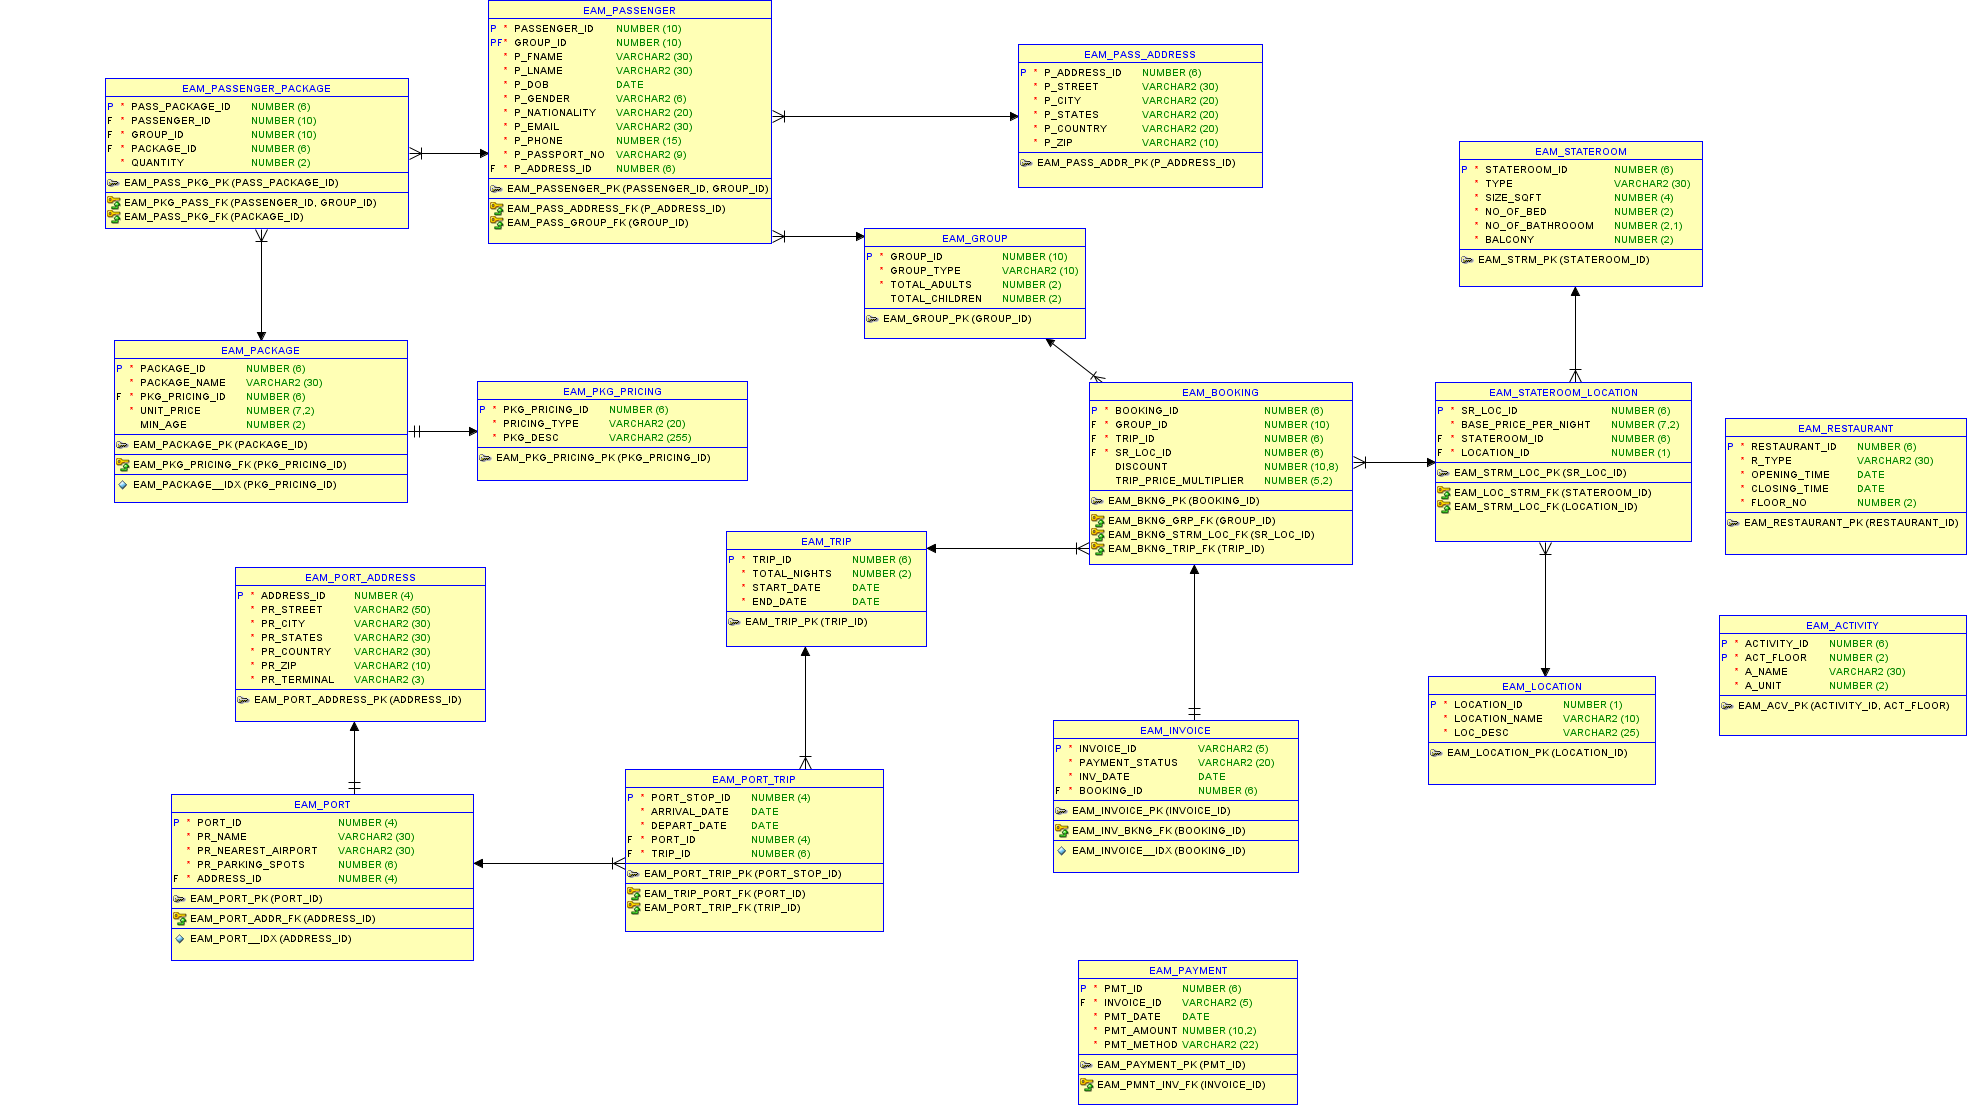 EAM_PASSENGER
P * PASSENGER_ID NUMBER (10)
PF* GROUP_ID NUMBER (10)
* P_FNAME VARCHAR2 (30)
* P_LNAME VARCHAR2 (30)
* P_DOB DATE
* P_GENDER VARCHAR2 (6)
* P_NATIONALITY VARCHAR2 (20)
* P_EMAIL VARCHAR2 (30)
* P_PHONE NUMBER (15)
* P_PASSPORT_NO VARCHAR2 (9)
F * P_ADDRESS_ID NUMBER (6)
EAM_PASSENGER_PK (PASSENGER_ID, GROUP_ID)
EAM_PASS_ADDRESS_FK (P_ADDRESS_ID)
EAM_PASS_GROUP_FK (GROUP_ID)
EAM_PASS_ADDRESS
P * P_ADDRESS_ID NUMBER (6)
* P_STREET VARCHAR2 (30)
* P_CITY VARCHAR2 (20)
* P_STATES VARCHAR2 (20)
* P_COUNTRY VARCHAR2 (20)
* P_ZIP VARCHAR2 (10)
EAM_PASS_ADDR_PK (P_ADDRESS_ID)
EAM_PASSENGER_PACKAGE
P * PASS_PACKAGE_ID NUMBER (6)
F * PASSENGER_ID NUMBER (10)
F * GROUP_ID NUMBER (10)
F * PACKAGE_ID NUMBER (6)
* QUANTITY NUMBER (2)
EAM_PASS_PKG_PK (PASS_PACKAGE_ID)
EAM_PKG_PASS_FK (PASSENGER_ID, GROUP_ID)
EAM_PASS_PKG_FK (PACKAGE_ID)
EAM_STATEROOM
P * STATEROOM_ID NUMBER (6)
* TYPE VARCHAR2 (30)
* SIZE_SQFT NUMBER (4)
* NO_OF_BED NUMBER (2)
* NO_OF_BATHROOOM NUMBER (2,1)
* BALCONY NUMBER (2)
EAM_STRM_PK (STATEROOM_ID)
EAM_GROUP
P * GROUP_ID NUMBER (10)
* GROUP_TYPE VARCHAR2 (10)
* TOTAL_ADULTS NUMBER (2)
TOTAL_CHILDREN NUMBER (2)
EAM_GROUP_PK (GROUP_ID)
EAM_PACKAGE
P * PACKAGE_ID NUMBER (6)
* PACKAGE_NAME VARCHAR2 (30)
F * PKG_PRICING_ID NUMBER (6)
* UNIT_PRICE NUMBER (7,2)
MIN_AGE NUMBER (2)
EAM_PACKAGE_PK (PACKAGE_ID)
EAM_PKG_PRICING_FK (PKG_PRICING_ID)
EAM_PACKAGE__IDX (PKG_PRICING_ID)
EAM_PKG_PRICING
P * PKG_PRICING_ID NUMBER (6)
* PRICING_TYPE VARCHAR2 (20)
* PKG_DESC VARCHAR2 (255)
EAM_PKG_PRICING_PK (PKG_PRICING_ID)
EAM_BOOKING
P * BOOKING_ID NUMBER (6)
F * GROUP_ID NUMBER (10)
F * TRIP_ID NUMBER (6)
F * SR_LOC_ID NUMBER (6)
DISCOUNT NUMBER (10,8)
TRIP_PRICE_MULTIPLIER NUMBER (5,2)
EAM_BKNG_PK (BOOKING_ID)
EAM_BKNG_GRP_FK (GROUP_ID)
EAM_BKNG_STRM_LOC_FK (SR_LOC_ID)
EAM_BKNG_TRIP_FK (TRIP_ID)
EAM_STATEROOM_LOCATION
P * SR_LOC_ID NUMBER (6)
* BASE_PRICE_PER_NIGHT NUMBER (7,2)
F * STATEROOM_ID NUMBER (6)
F * LOCATION_ID NUMBER (1)
EAM_STRM_LOC_PK (SR_LOC_ID)
EAM_LOC_STRM_FK (STATEROOM_ID)
EAM_STRM_LOC_FK (LOCATION_ID)
EAM_RESTAURANT
P * RESTAURANT_ID NUMBER (6)
* R_TYPE VARCHAR2 (30)
* OPENING_TIME DATE
* CLOSING_TIME DATE
* FLOOR_NO NUMBER (2)
EAM_RESTAURANT_PK (RESTAURANT_ID)
EAM_TRIP
P * TRIP_ID NUMBER (6)
* TOTAL_NIGHTS NUMBER (2)
* START_DATE DATE
* END_DATE DATE
EAM_TRIP_PK (TRIP_ID)
EAM_PORT_ADDRESS
P * ADDRESS_ID NUMBER (4)
* PR_STREET VARCHAR2 (50)
* PR_CITY VARCHAR2 (30)
* PR_STATES VARCHAR2 (30)
* PR_COUNTRY VARCHAR2 (30)
* PR_ZIP VARCHAR2 (10)
* PR_TERMINAL VARCHAR2 (3)
EAM_PORT_ADDRESS_PK (ADDRESS_ID)
EAM_ACTIVITY
P * ACTIVITY_ID NUMBER (6)
P * ACT_FLOOR NUMBER (2)
* A_NAME VARCHAR2 (30)
* A_UNIT NUMBER (2)
EAM_ACV_PK (ACTIVITY_ID, ACT_FLOOR)
EAM_LOCATION
P * LOCATION_ID NUMBER (1)
* LOCATION_NAME VARCHAR2 (10)
* LOC_DESC VARCHAR2 (25)
EAM_LOCATION_PK (LOCATION_ID)
EAM_INVOICE
P * INVOICE_ID VARCHAR2 (5)
* PAYMENT_STATUS VARCHAR2 (20)
* INV_DATE DATE
F * BOOKING_ID NUMBER (6)
EAM_INVOICE_PK (INVOICE_ID)
EAM_INV_BKNG_FK (BOOKING_ID)
EAM_INVOICE__IDX (BOOKING_ID)
EAM_PORT_TRIP
P * PORT_STOP_ID NUMBER (4)
* ARRIVAL_DATE DATE
* DEPART_DATE DATE
F * PORT_ID NUMBER (4)
F * TRIP_ID NUMBER (6)
EAM_PORT_TRIP_PK (PORT_STOP_ID)
EAM_TRIP_PORT_FK (PORT_ID)
EAM_PORT_TRIP_FK (TRIP_ID)
EAM_PORT
P * PORT_ID NUMBER (4)
* PR_NAME VARCHAR2 (30)
* PR_NEAREST_AIRPORT VARCHAR2 (30)
* PR_PARKING_SPOTS NUMBER (6)
F * ADDRESS_ID NUMBER (4)
EAM_PORT_PK (PORT_ID)
EAM_PORT_ADDR_FK (ADDRESS_ID)
EAM_PORT__IDX (ADDRESS_ID)
EAM_PAYMENT
P * PMT_ID NUMBER (6)
F * INVOICE_ID VARCHAR2 (5)
* PMT_DATE DATE
* PMT_AMOUNT NUMBER (10,2)
* PMT_METHOD VARCHAR2 (22)
EAM_PAYMENT_PK (PMT_ID)
EAM_PMNT_INV_FK (INVOICE_ID)